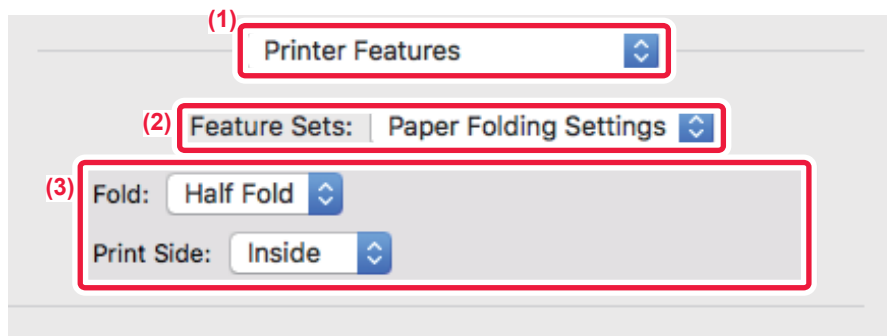 (1)
Printer Features
(2) Feature Sets: Paper Folding Settings
(3)
Fold: Half Fold
Print Side: Inside